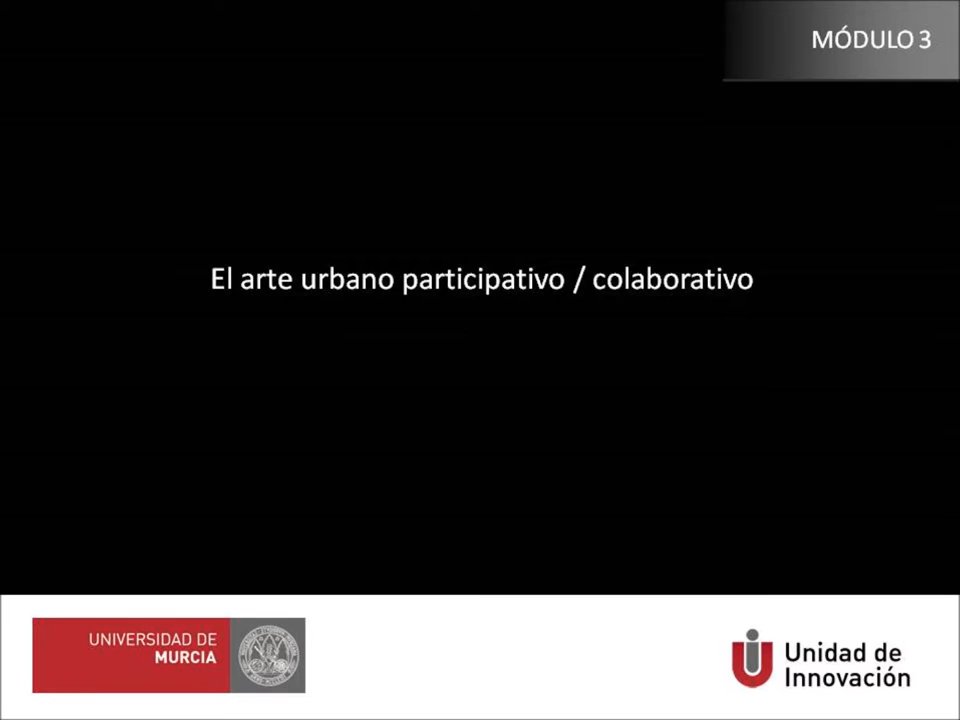 MÓDULO 3
El arte urbano participativo / colaborativo
UNIVERSIDAD DE
MURCIA
Unidad de
Innovación